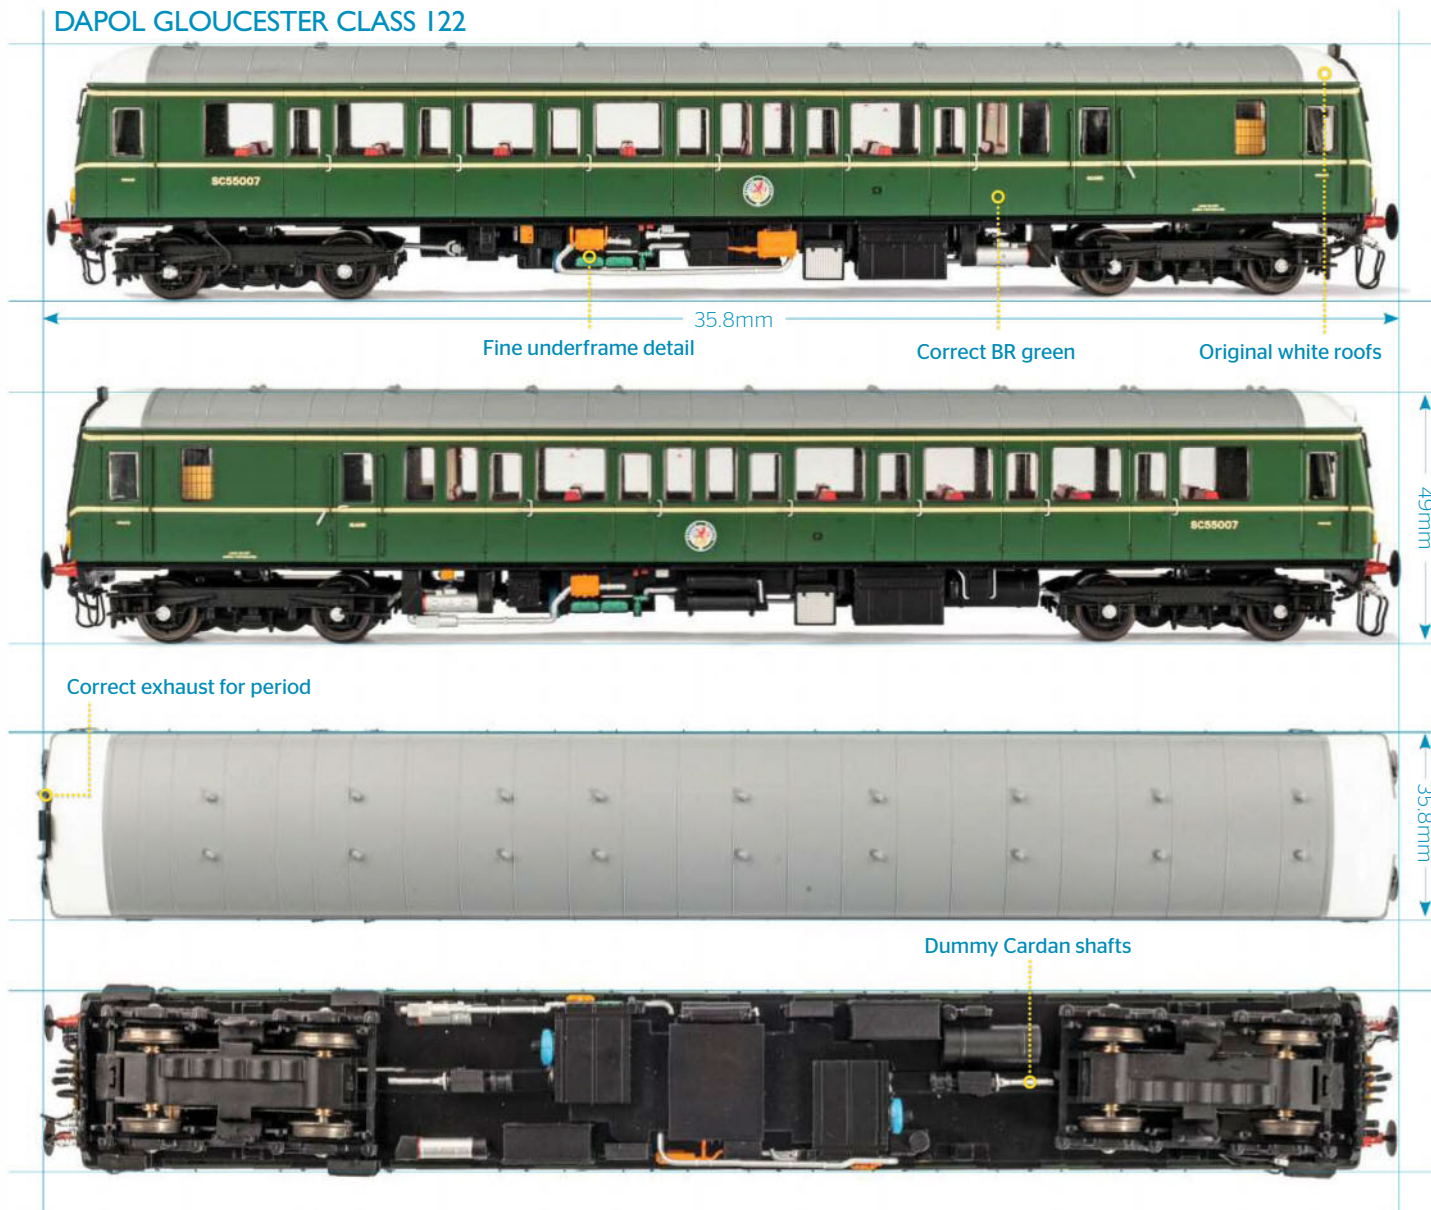 DAPOL GLOUCESTER CLASS 122
SC55007
35.8mm
Fine underframe detail
Correct BR green
Original white roofs
SC55007
49mm
Correct exhaust for period
35.8mm
Dummy Cardan shafts